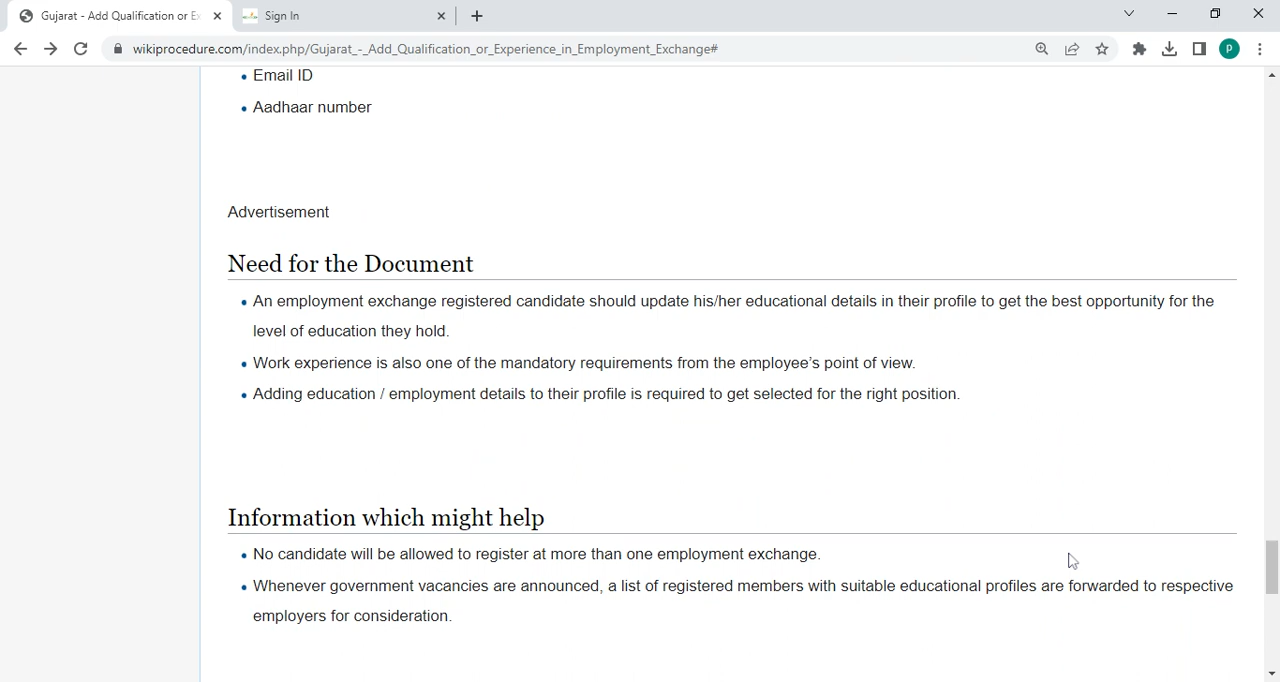 Gujarat - Add Qualification or Ex
Sign In
wikiprocedure.com/index.php/Gujarat_-_Add_Qualification_or_Experience_in_Employment_Exchange#
P
Email ID
Aadhaar number
Advertisement
Need for the Document
An employment exchange registered candidate should update his/her educational details in their profile to get the best opportunity for the
level of education they hold.
Work experience is also one of the mandatory requirements from the employee's point of view.
Adding education / employment details to their profile is required to get selected for the right position.
Information which might help
No candidate will be allowed to register at more than one employment exchange.
Whenever government vacancies are announced, a list of registered members with suitable educational profiles are forwarded to respective
employers for consideration.